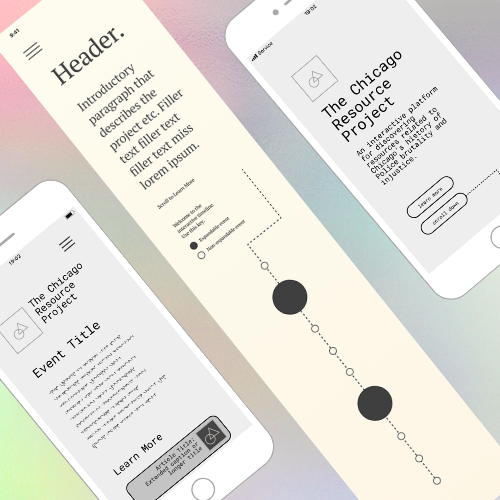 9:41
Header.
Introductory
paragraph that
describes the
project etc. Filler
text filler text
filler text miss
lorem ipsum.
Scroll to Learn More
Welcome to the
interactive timeline.
Use this key.
Expandable event
Non-expandable event
Service
19:02
The Chicago
Resource
Project
An interactive platform
for discovering
resources related to
Chicago's history of
Police brutality and
injustice.
learn more
scroll down
19:02
The Chicago
Resource
Project
Event Title
Learn More
Article Title:
Extended caption or
longer title